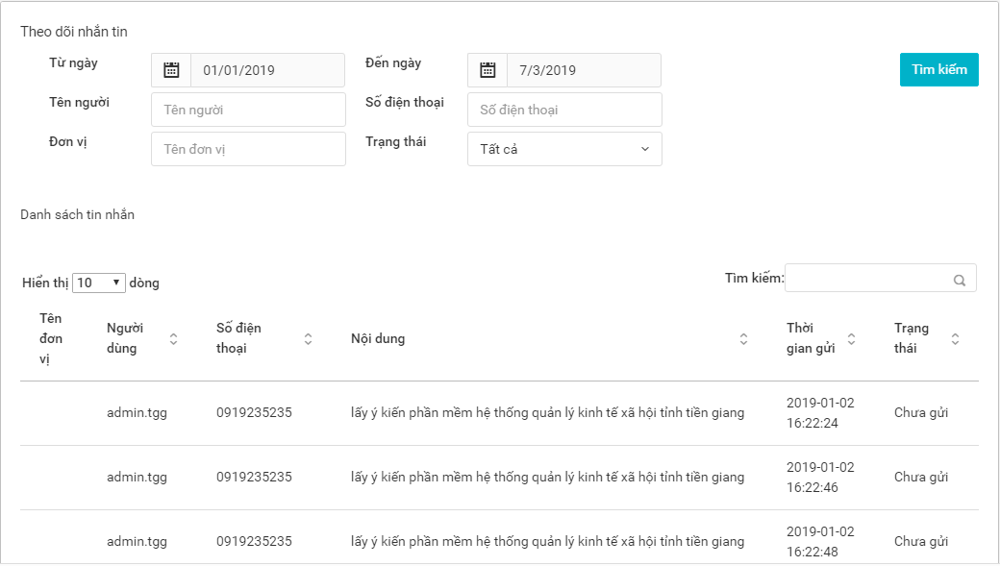 Theo dõi nhắn tin
Từ ngày 01/01/2019 Đến ngày 7/3/2019 Tìm kiếm
Tên người Tên người Số điện thoại Số điện thoại
Đơn vị Tên đơn vị Trạng thái Tất cả
Danh sách tin nhắn
Hiển thị 10 dòng Tìm kiếm:
Tên đơn vị Người dùng Số điện thoại Nội dung Thời gian gửi Trạng thái
admin.tgg 0919235235 lấy ý kiến phần mềm hệ thống quản lý kinh tế xã hội tỉnh tiền giang 2019-01-02 16:22:24 Chưa gửi
admin.tgg 0919235235 lấy ý kiến phần mềm hệ thống quản lý kinh tế xã hội tỉnh tiền giang 2019-01-02 16:22:46 Chưa gửi
admin.tgg 0919235235 lấy ý kiến phần mềm hệ thống quản lý kinh tế xã hội tỉnh tiền giang 2019-01-02 16:22:48 Chưa gửi